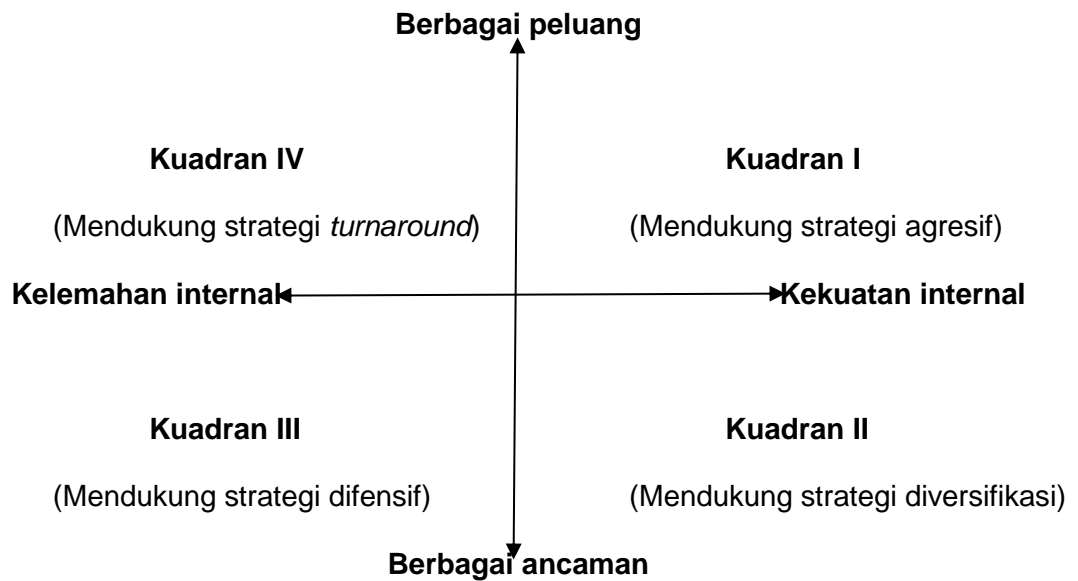 Berbagai peluang
Kuadran IV
Kuadran I
(Mendukung strategi turnaround)
(Mendukung strategi agresif)
Kelemahan internal
Kekuatan internal
Kuadran III
Kuadran II
(Mendukung strategi difensif)
(Mendukung strategi diversifikasi)
Berbagai ancaman